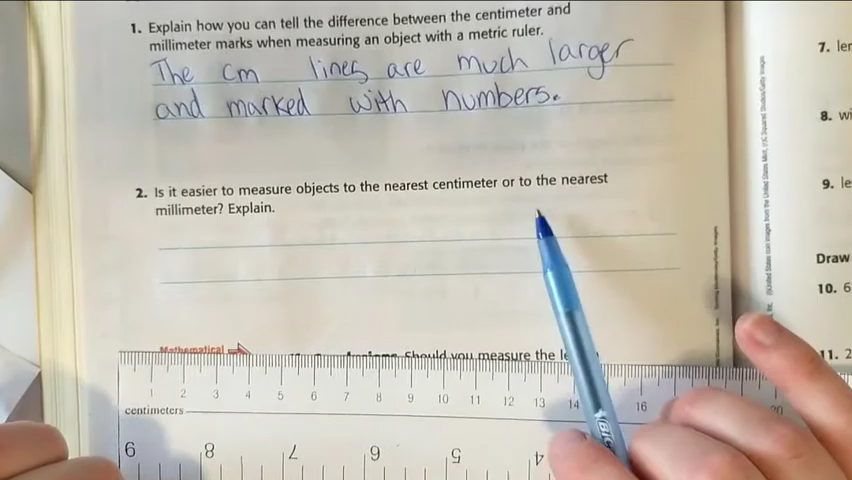 1. Explain how you can tell the difference between the centimeter and
millimeter marks when measuring an object with a metric ruler.
The cm lines are much larger
and marked with numbers.
2. Is it easier to measure objects to the nearest centimeter or to the nearest
millimeter? Explain.
Mathematical
should you measure the le
1 2 3 4 5 6 7 8 9 10 11 12 13 14 16 20
centimeters
9 8 7 6 5 4
7. ler
8. wi
9. le
Draw
10. 6
11. 2